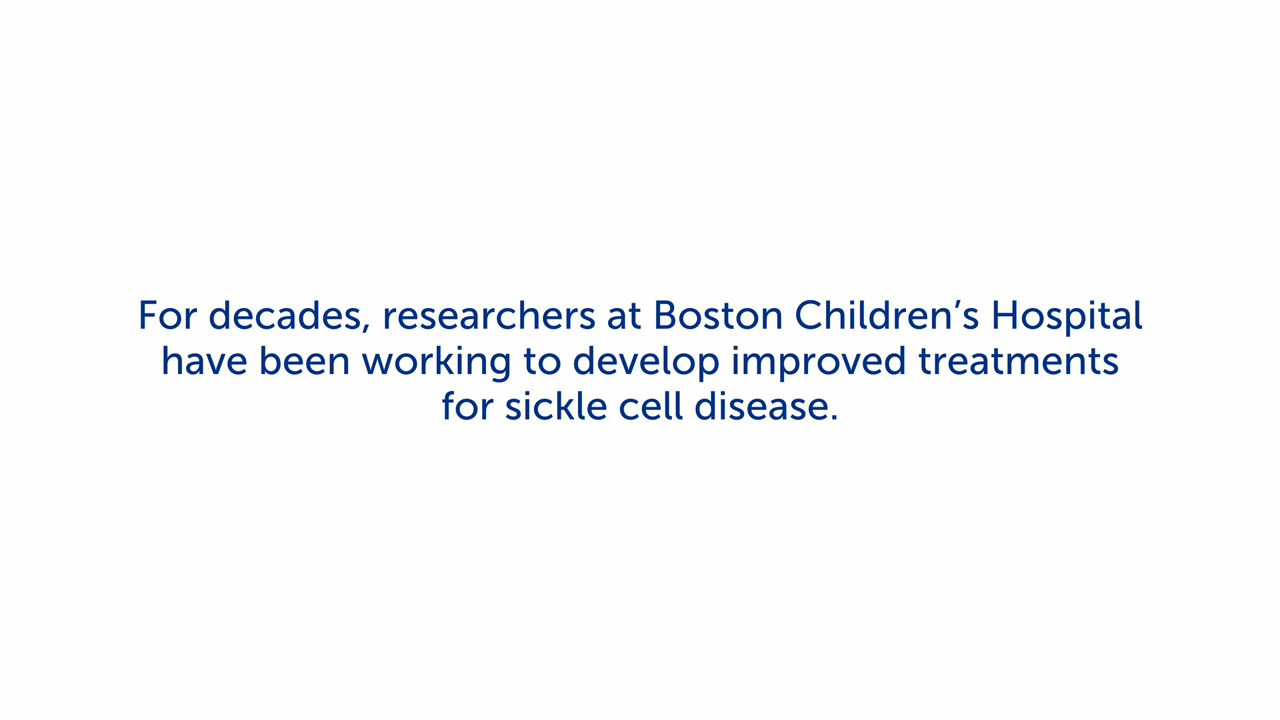 For decades, researchers at Boston Children’s Hospital
have been working to develop improved treatments
for sickle cell disease.